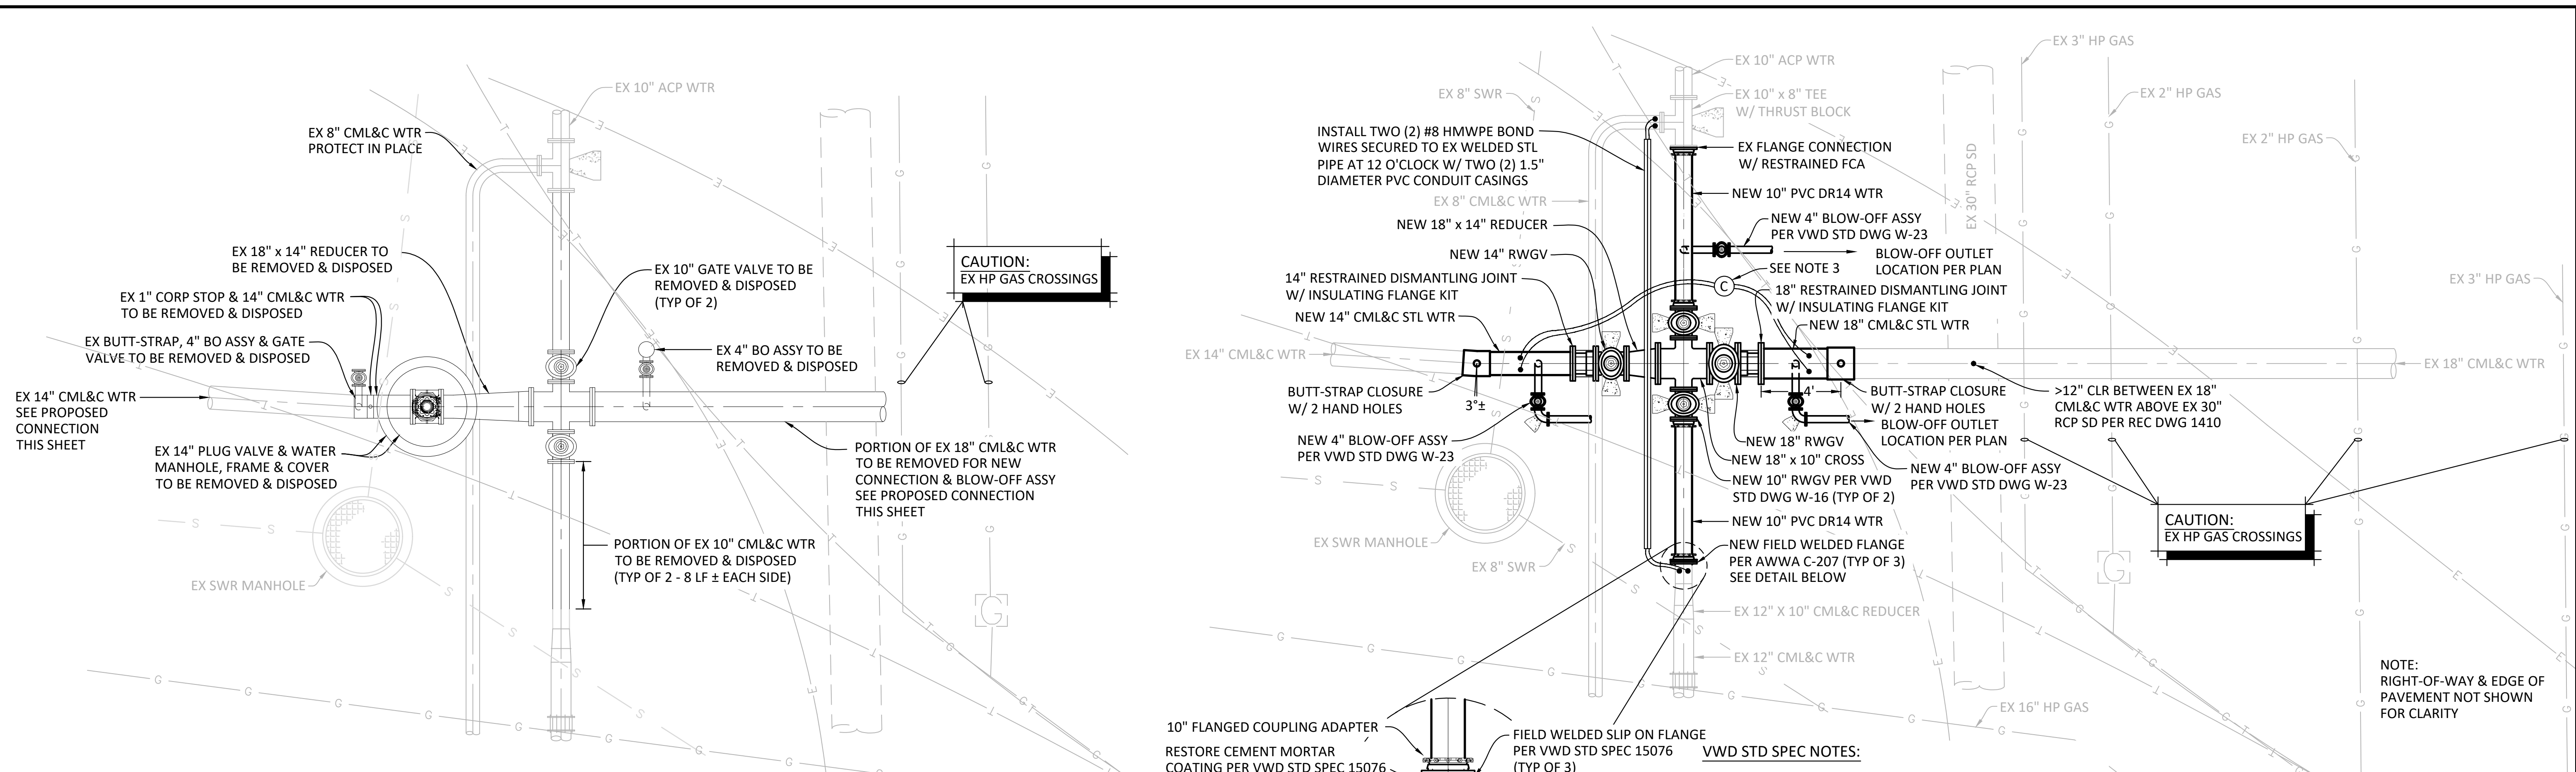 EX 10" ACP WTR
EX 8" CML&C WTR
PROTECT IN PLACE
EX 18" x 14" REDUCER TO
BE REMOVED & DISPOSED
EX 1" CORP STOP & 14" CML&C WTR
TO BE REMOVED & DISPOSED
EX BUTT-STRAP, 4" BO ASSY & GATE
VALVE TO BE REMOVED & DISPOSED
EX 14" CML&C WTR
SEE PROPOSED
CONNECTION
THIS SHEET
EX 14" PLUG VALVE & WATER
MANHOLE, FRAME & COVER
TO BE REMOVED & DISPOSED
EX SWR MANHOLE
EX 10" GATE VALVE TO BE
REMOVED & DISPOSED
(TYP OF 2)
EX 4" BO ASSY TO BE
REMOVED & DISPOSED
CAUTION:
EX HP GAS CROSSINGS
PORTION OF EX 18" CML&C WTR
TO BE REMOVED FOR NEW
CONNECTION & BLOW-OFF ASSY
SEE PROPOSED CONNECTION
THIS SHEET
PORTION OF EX 10" CML&C WTR
TO BE REMOVED & DISPOSED
(TYP OF 2 - 8 LF ± EACH SIDE)
G
EX 8" SWR
INSTALL TWO (2) #8 HMWPE BOND
WIRES SECURED TO EX WELDED STL
PIPE AT 12 O'CLOCK W/ TWO (2) 1.5"
DIAMETER PVC CONDUIT CASINGS
EX 8" CML&C WTR
NEW 18" x 14" REDUCER
NEW 14" RWGV
14" RESTRAINED DISMANTLING JOINT
W/ INSULATING FLANGE KIT
NEW 14" CML&C STL WTR
EX 14" CML&C WTR
BUTT-STRAP CLOSURE
W/ 2 HAND HOLES
3°±
NEW 4" BLOW-OFF ASSY
PER VWD STD DWG W-23
EX SWR MANHOLE
EX 8" SWR
EX 10" ACP WTR
EX 10" x 8" TEE
W/ THRUST BLOCK
EX FLANGE CONNECTION
W/ RESTRAINED FCA
NEW 10" PVC DR14 WTR
NEW 4" BLOW-OFF ASSY
PER VWD STD DWG W-23
BLOW-OFF OUTLET
LOCATION PER PLAN
SEE NOTE 3
C
18" RESTRAINED DISMANTLING JOINT
W/ INSULATING FLANGE KIT
NEW 18" CML&C STL WTR
4'
BUTT-STRAP CLOSURE
W/ 2 HAND HOLES
BLOW-OFF OUTLET
LOCATION PER PLAN
NEW 18" RWGV
NEW 18" x 10" CROSS
NEW 4" BLOW-OFF ASSY
PER VWD STD DWG W-23
NEW 10" RWGV PER VWD
STD DWG W-16 (TYP OF 2)
NEW 10" PVC DR14 WTR
NEW FIELD WELDED FLANGE
PER AWWA C-207 (TYP OF 3)
SEE DETAIL BELOW
EX 12" X 10" CML&C REDUCER
EX 12" CML&C WTR
EX 30" RCP SD
EX 3" HP GAS
EX 2" HP GAS
EX 2" HP GAS
EX 3" HP GAS
EX 18" CML&C WTR
>12" CLR BETWEEN EX 18"
CML&C WTR ABOVE EX 30"
RCP SD PER REC DWG 1410
CAUTION:
EX HP GAS CROSSINGS
G
EX 16" HP GAS
NOTE:
RIGHT-OF-WAY & EDGE OF
PAVEMENT NOT SHOWN
FOR CLARITY
10" FLANGED COUPLING ADAPTER
RESTORE CEMENT MORTAR
COATING PER VWD STD SPEC 15076
FIELD WELDED SLIP ON FLANGE
PER VWD STD SPEC 15076
(TYP OF 3)
VWD STD SPEC NOTES: